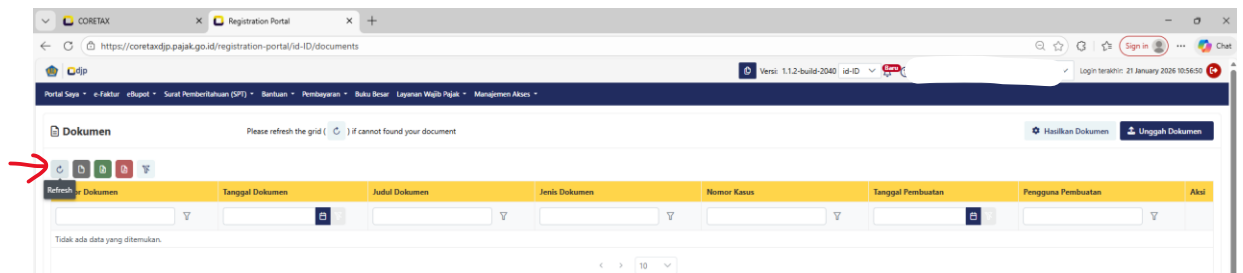 CORETAX
Registration Portal
https://coretaxdjp.pajak.go.id/registration-portal/id-ID/documents
Sign in
Chat
djp
Versi: 1.1.2-build-2040
id-ID
Baru
Login terakhir: 21 January 2026 10:56:50
Portal Saya e-Faktur eBupot Surat Pemberitahuan (SPT) Bantuan Pembayaran Buku Besar Layanan Wajib Pajak Manajemen Akses
Dokumen
Please refresh the grid ( ) if cannot found your document
Hasilkan Dokumen
Unggah Dokumen
Refresh
Dokumen Tanggal Dokumen Judul Dokumen Jenis Dokumen Nomor Kasus Tanggal Pembuatan Pengguna Pembuatan Aksi
Tidak ada data yang ditemukan.
10